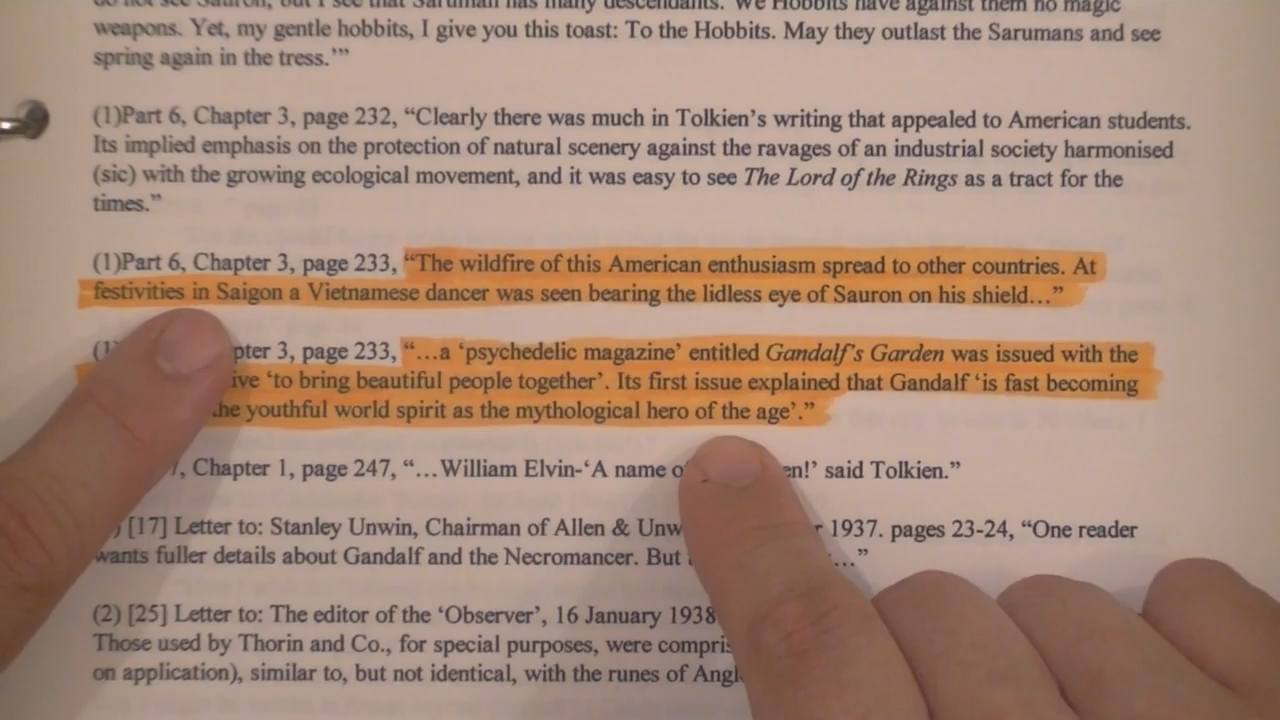 do not see Sauron, but I see that Saruman has many descendants. We Hobbits have against them no magic
weapons. Yet, my gentle hobbits, I give you this toast: To the Hobbits. May they outlast the Sarumans and see
spring again in the tress.’”
(1)Part 6, Chapter 3, page 232, “Clearly there was much in Tolkien’s writing that appealed to American students.
Its implied emphasis on the protection of natural scenery against the ravages of an industrial society harmonised
(sic) with the growing ecological movement, and it was easy to see The Lord of the Rings as a tract for the
times.”
(1)Part 6, Chapter 3, page 233, “The wildfire of this American enthusiasm spread to other countries. At
festivities in Saigon a Vietnamese dancer was seen bearing the lidless eye of Sauron on his shield…”
3, page 233, “…a ‘psychedelic magazine’ entitled Gandalf’s Garden was issued with the
‘to bring beautiful people together’. Its first issue explained that Gandalf ‘is fast becoming
the youthful world spirit as the mythological hero of the age’.”
Chapter 1, page 247, “…William Elvin-‘A name said Tolkien.”
[17] Letter to: Stanley Unwin, Chairman of Allen & 1937. pages 23-24, “One reader
wants fuller details about Gandalf and the Necromancer. But …”
(2) [25] Letter to: The editor of the ‘Observer’, 16 January 1938
Those used by Thorin and Co., for special purposes, were
on application), similar to, but not identical, with the runes of